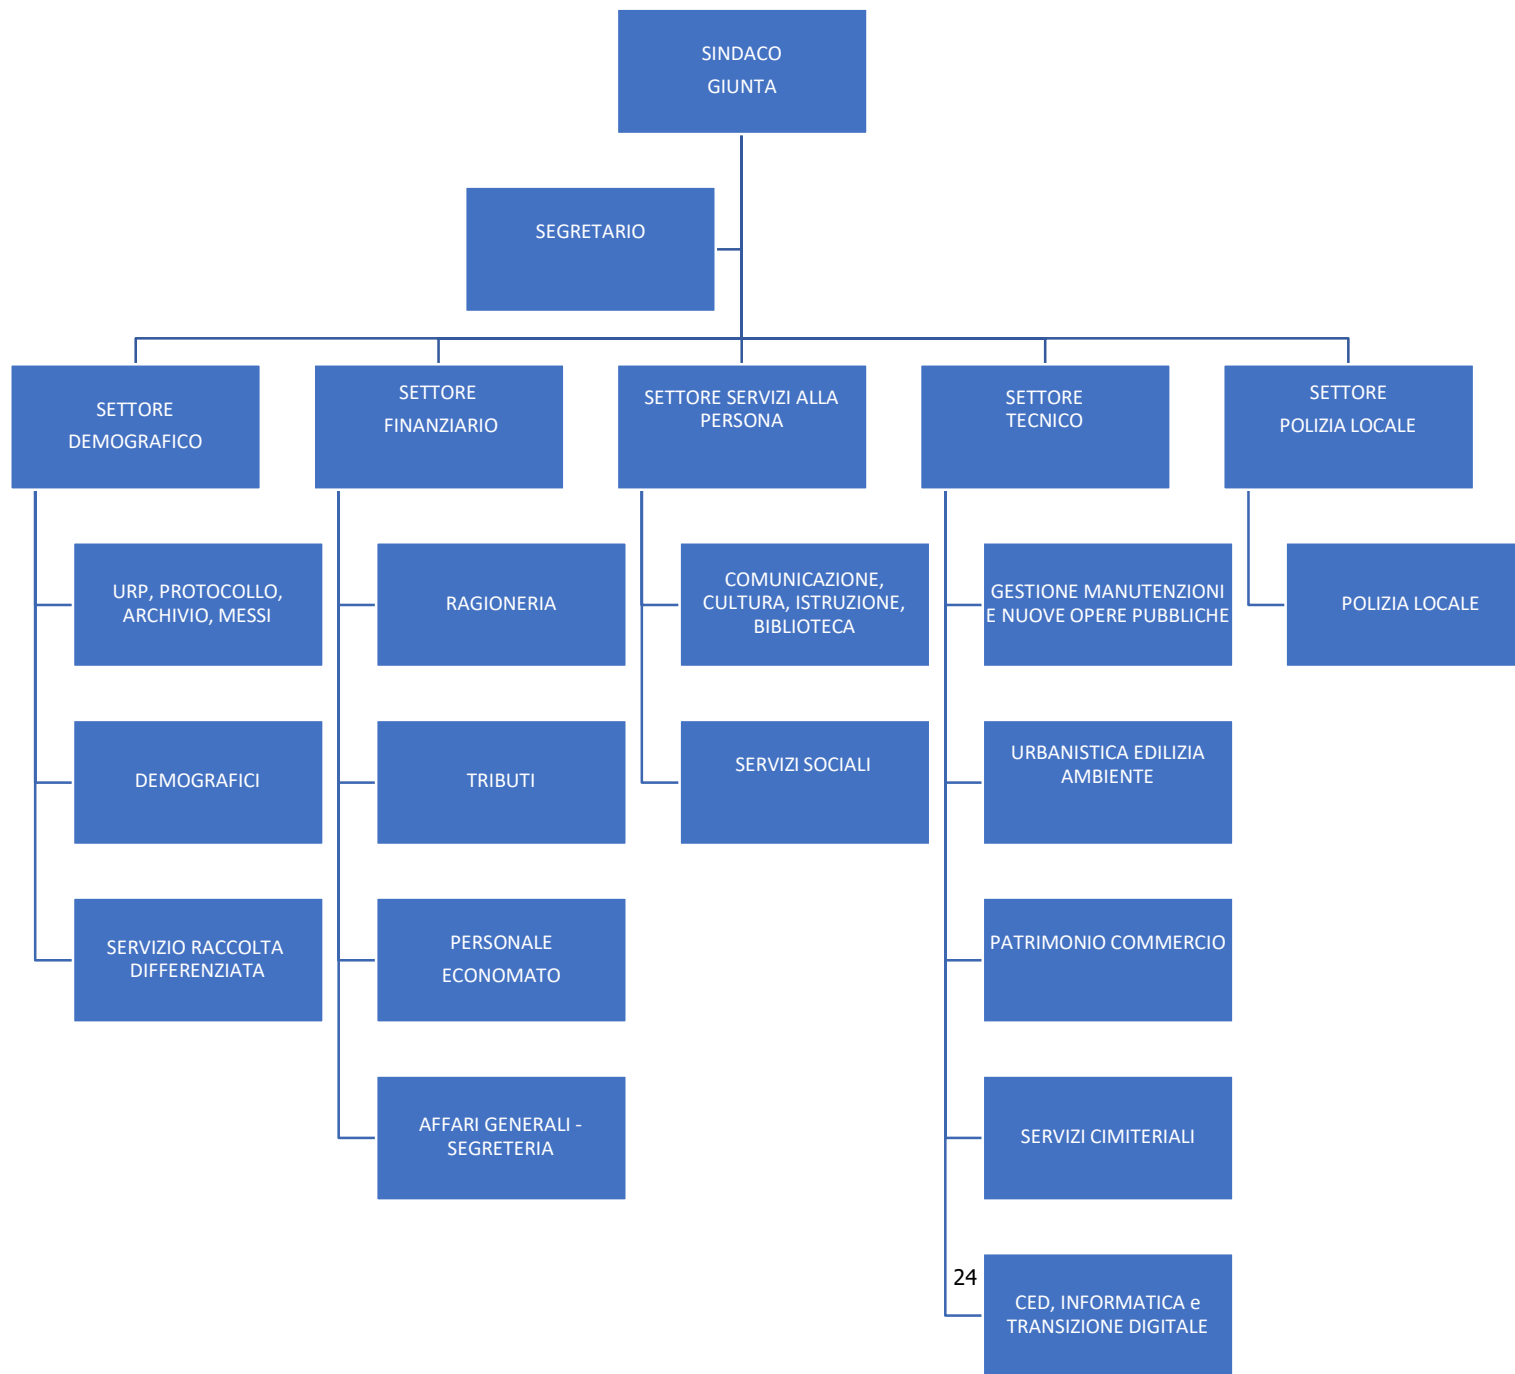 SINDACO
GIUNTA
SEGRETARIO
SETTORE
DEMOGRAFICO
SETTORE
FINANZIARIO
SETTORE SERVIZI ALLA
PERSONA
SETTORE
TECNICO
SETTORE
POLIZIA LOCALE
URP, PROTOCOLLO,
ARCHIVIO, MESSI
RAGIONERIA
COMUNICAZIONE,
CULTURA, ISTRUZIONE,
BIBLIOTECA
GESTIONE MANUTENZIONI
E NUOVE OPERE PUBBLICHE
POLIZIA LOCALE
DEMOGRAFICI
TRIBUTI
SERVIZI SOCIALI
URBANISTICA EDILIZIA
AMBIENTE
SERVIZIO RACCOLTA
DIFFERENZIATA
PERSONALE
ECONOMATO
PATRIMONIO COMMERCIO
AFFARI GENERALI -
SEGRETERIA
SERVIZI CIMITERIALI
24
CED, INFORMATICA e
TRANSIZIONE DIGITALE